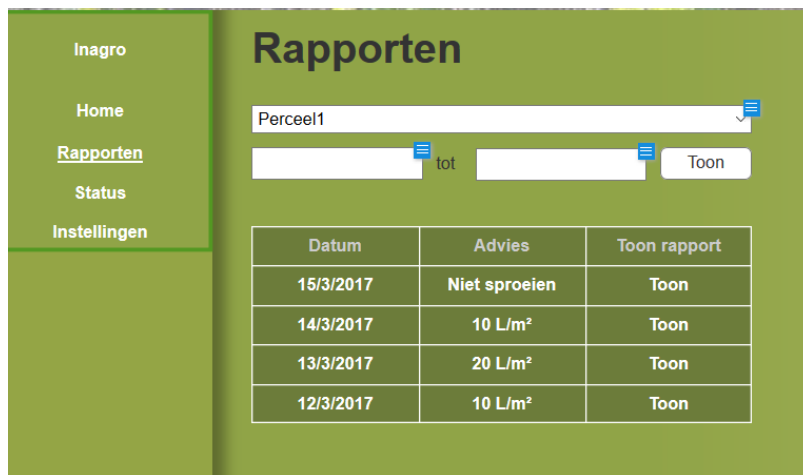 Inagro
Home
Rapporten
Status
Instellingen
Rapporten
Perceel1
tot Toon
Datum Advies Toon rapport
15/3/2017 Niet sproeien Toon
14/3/2017 10 L/m² Toon
13/3/2017 20 L/m² Toon
12/3/2017 10 L/m² Toon